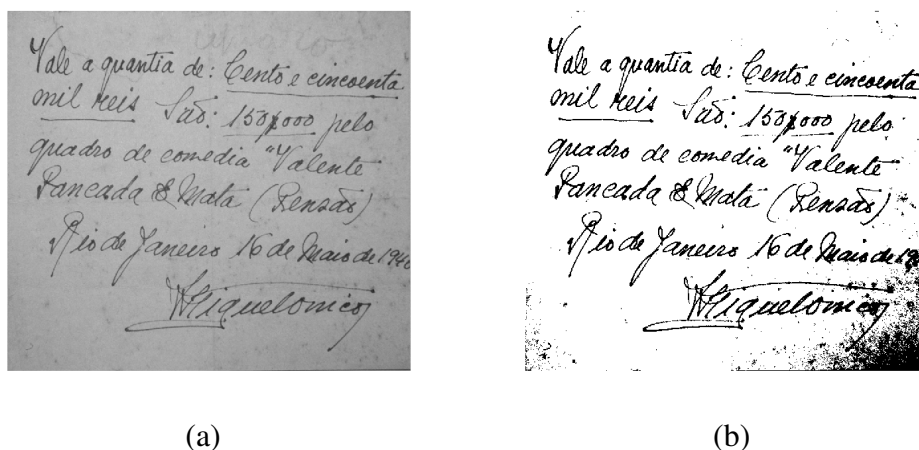 Vale a quantia de: Cento e cincoenta
mil reis São: 150$000 pelo
quadro de comedia "Valente
Pancada & Mata
Rio de Janeiro 16 de Maio de 194
(a)
Vale a quantia de: Cento e cincoenta
mil reis São: 150$000 pelo
quadro de comedia "Valente
Pancada & Mata
Rio de Janeiro 16 de Maio de 19
(b)